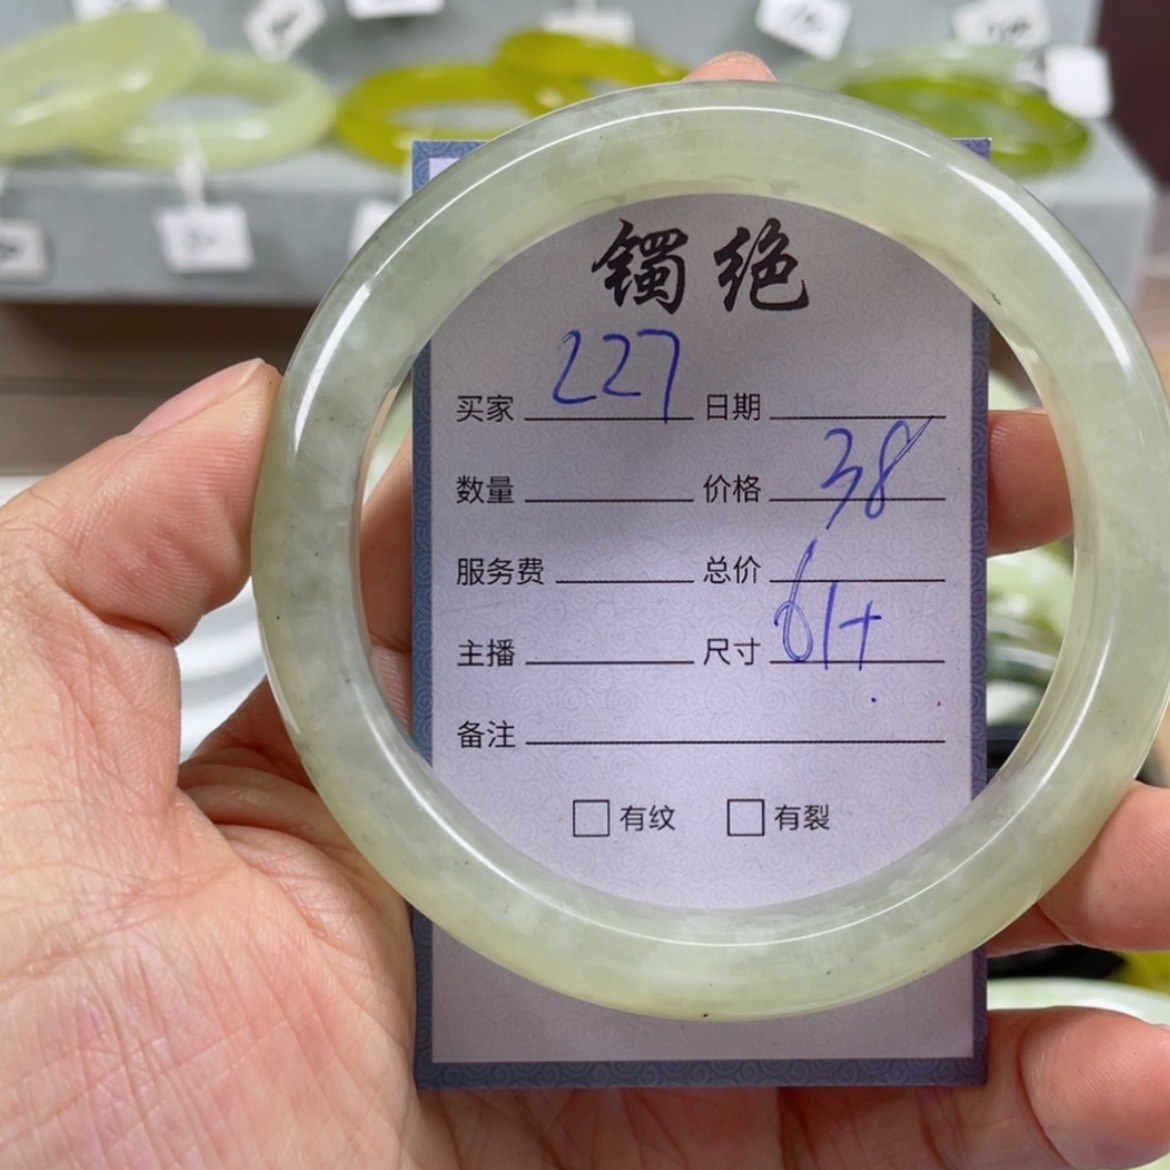 镯绝
买家 227 日期
数量 价格 38
服务费 总价
主播 尺寸 61+
备注
有纹 有裂